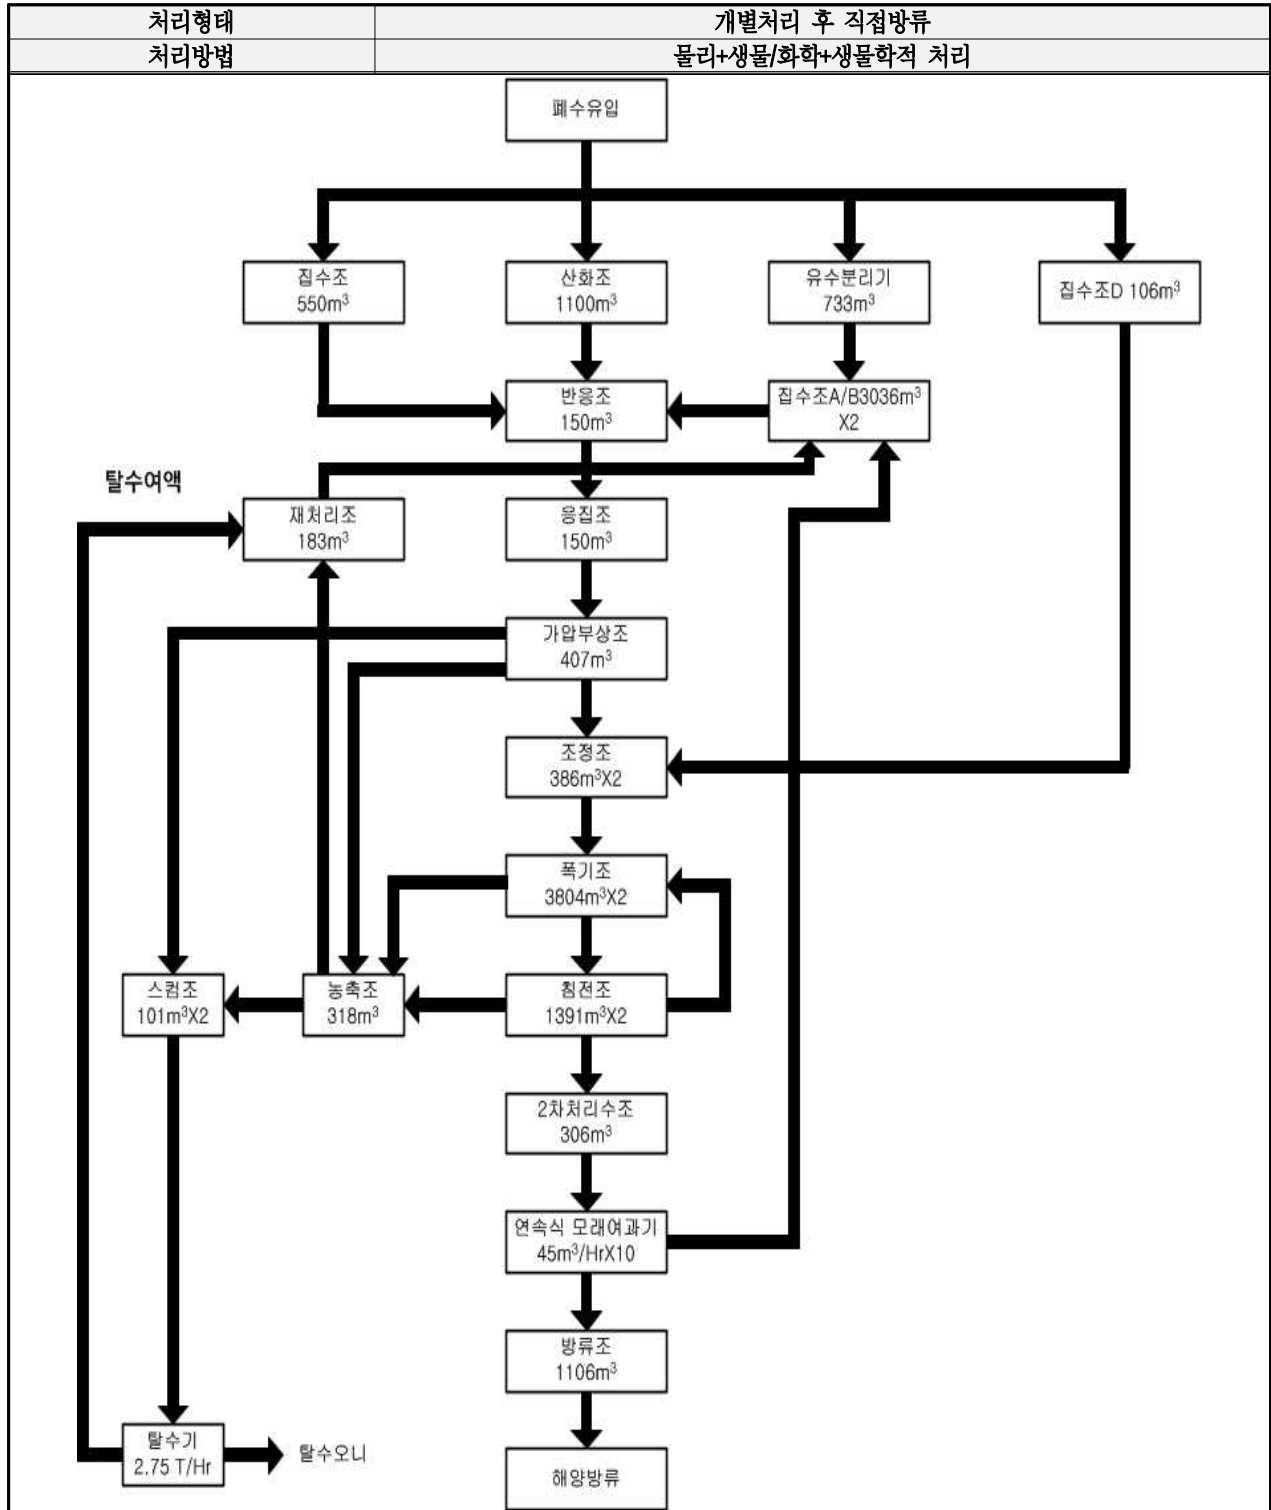 처리형태 개별처리 후 직접방류
처리방법 물리+생물/화학+생물학적 처리
폐수유입
집수조
550m³
산화조
1100m³
유수분리기
733m³
집수조D 106m³
반응조
150m³
집수조A/B3036m³
X2
탈수여액
재처리조
183m³
응집조
150m³
가압부상조
407m³
조정조
386m³X2
폭기조
3804m³X2
스컴조
101m³X2
농축조
318m³
침전조
1391m³X2
2차처리수조
306m³
연속식 모래여과기
45m³/HrX10
방류조
1106m³
탈수기
2.75 T/Hr
탈수오니
해양방류